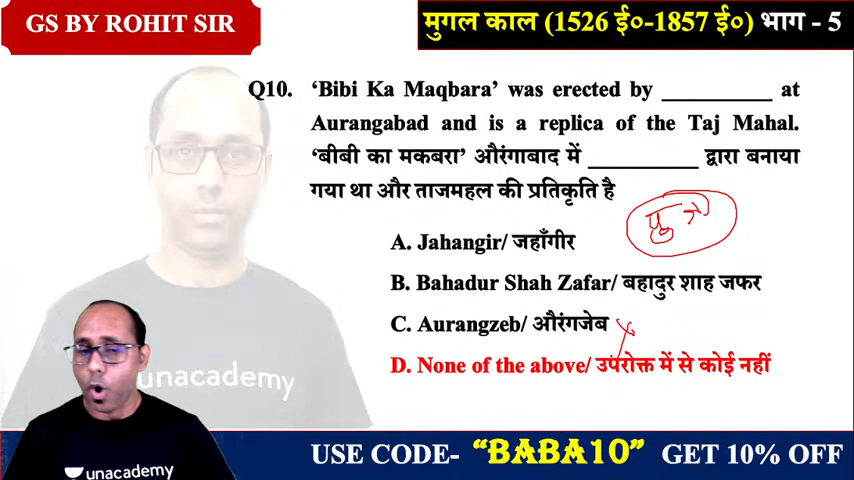 GS BY ROHIT SIR
मुगल काल (1526 ई०-1857 ई०) भाग - 5
Q10. ‘Bibi Ka Maqbara’ was erected by __________ at
Aurangabad and is a replica of the Taj Mahal.
‘बीबी का मकबरा’ औरंगाबाद में __________ द्वारा बनाया
गया था और ताजमहल की प्रतिकृति है
A. Jahangir/ जहाँगीर
B. Bahadur Shah Zafar/ बहादुर शाह जफर
C. Aurangzeb/ औरंगजेब
D. None of the above/ उपरोक्त में से कोई नहीं
unacademy
unacademy
USE CODE- “BABA10” GET 10% OFF